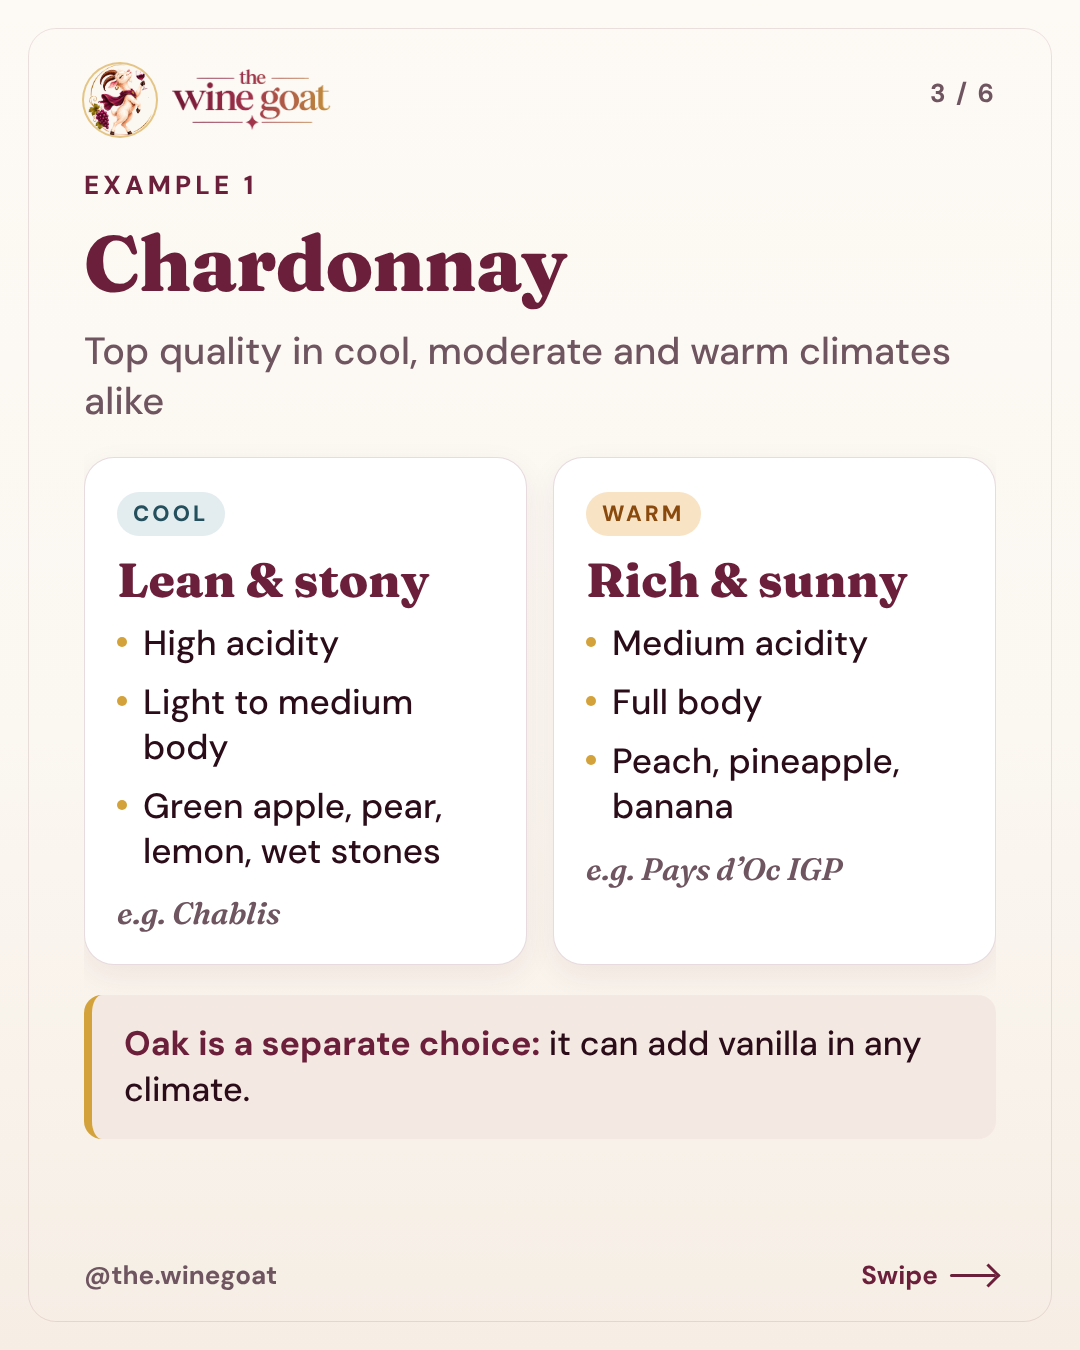 the
wine goat
3 / 6
EXAMPLE 1
Chardonnay
Top quality in cool, moderate and warm climates
alike
COOL
Lean & stony
• High acidity
• Light to medium
body
• Green apple, pear,
lemon, wet stones
e.g. Chablis
WARM
Rich & sunny
• Medium acidity
• Full body
• Peach, pineapple,
banana
e.g. Pays d’Oc IGP
Oak is a separate choice: it can add vanilla in any
climate.
@the.winegoat
Swipe →